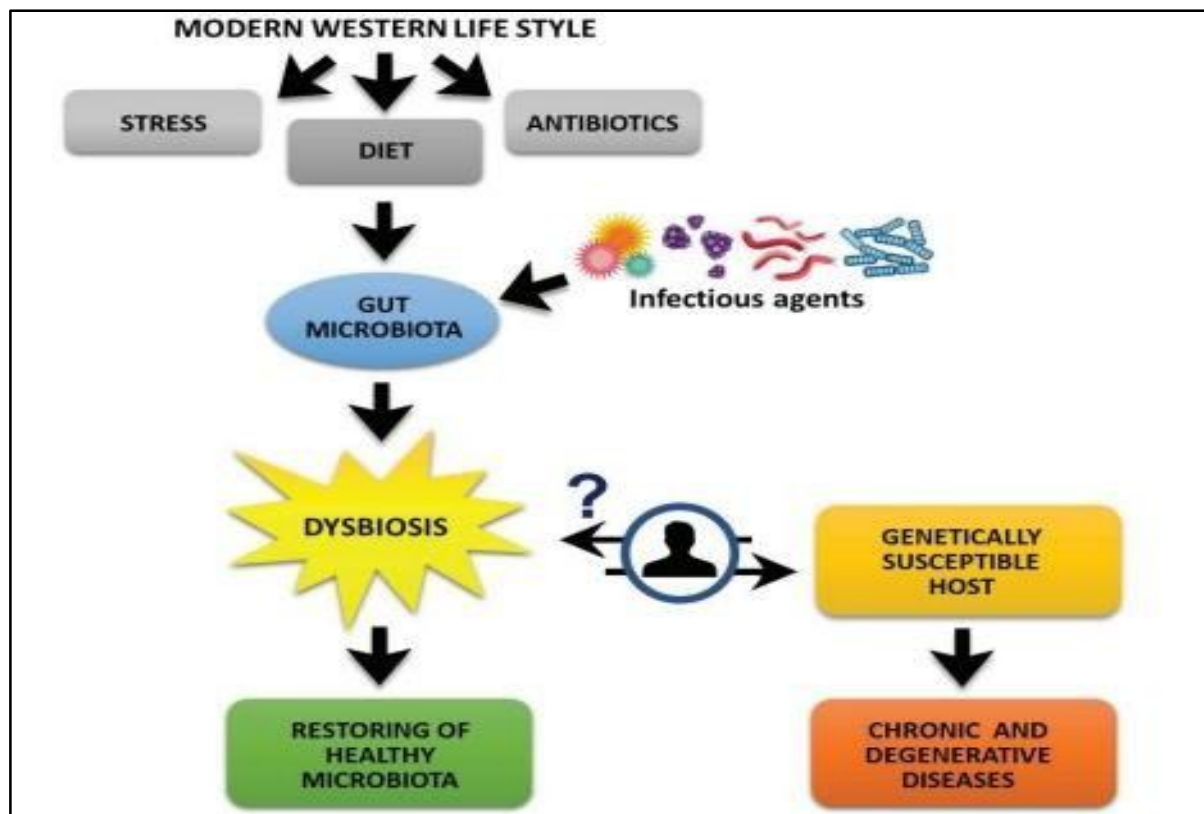 MODERN WESTERN LIFE STYLE
STRESS
DIET
ANTIBIOTICS
Infectious agents
GUT
MICROBIOTA
DYSBIOSIS
?
GENETICALLY
SUSCEPTIBLE
HOST
RESTORING OF
HEALTHY
MICROBIOTA
CHRONIC AND
DEGENERATIVE
DISEASES